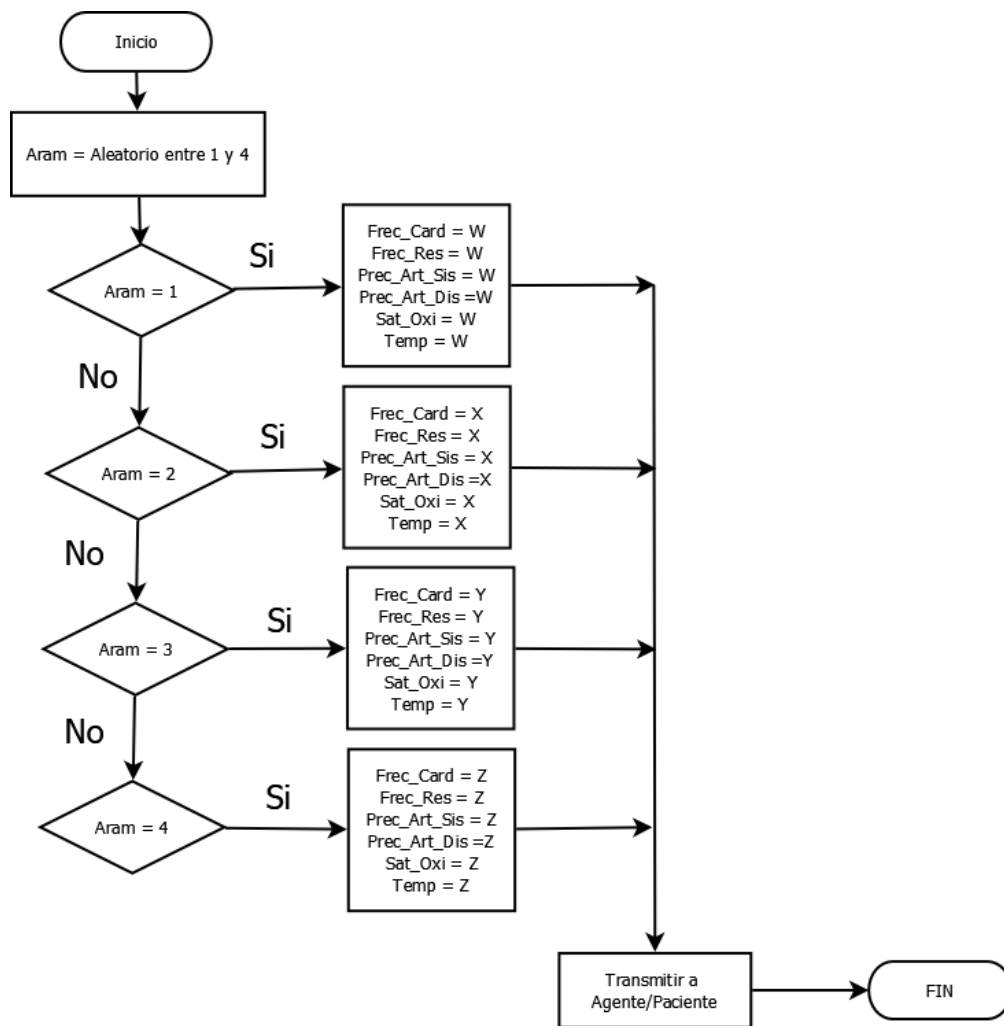 Inicio
Aram = Aleatorio entre 1 y 4
Aram = 1
Si
Frec_Card = W
Frec_Res = W
Prec_Art_Sis = W
Prec_Art_Dis =W
Sat_Oxi = W
Temp = W
No
Aram = 2
Si
Frec_Card = X
Frec_Res = X
Prec_Art_Sis = X
Prec_Art_Dis =X
Sat_Oxi = X
Temp = X
No
Aram = 3
Si
Frec_Card = Y
Frec_Res = Y
Prec_Art_Sis = Y
Prec_Art_Dis =Y
Sat_Oxi = Y
Temp = Y
No
Aram = 4
Si
Frec_Card = Z
Frec_Res = Z
Prec_Art_Sis = Z
Prec_Art_Dis =Z
Sat_Oxi = Z
Temp = Z
Transmitir a
Agente/Paciente
FIN